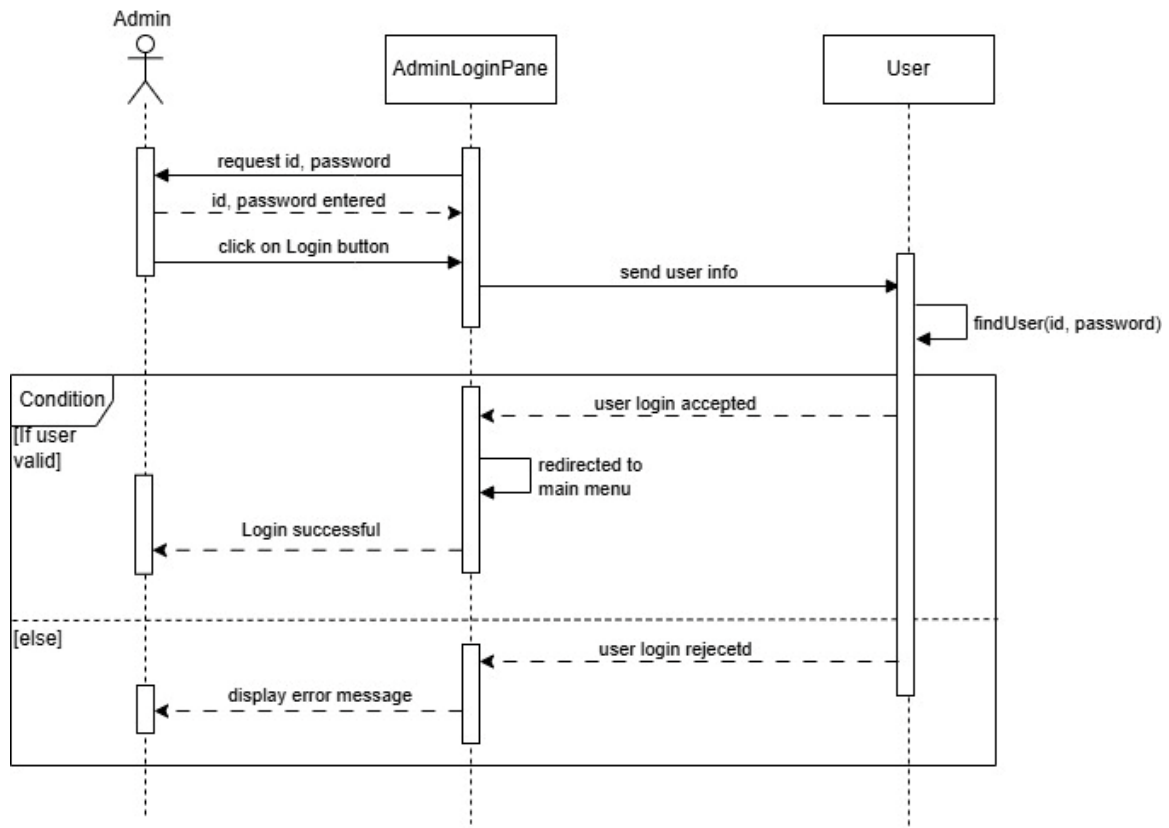 Admin
AdminLoginPane
User
request id, password
id, password entered
click on Login button
send user info
findUser(id, password)
Condition
[If user
valid]
user login accepted
redirected to
main menu
Login successful
[else]
user login rejecetd
display error message